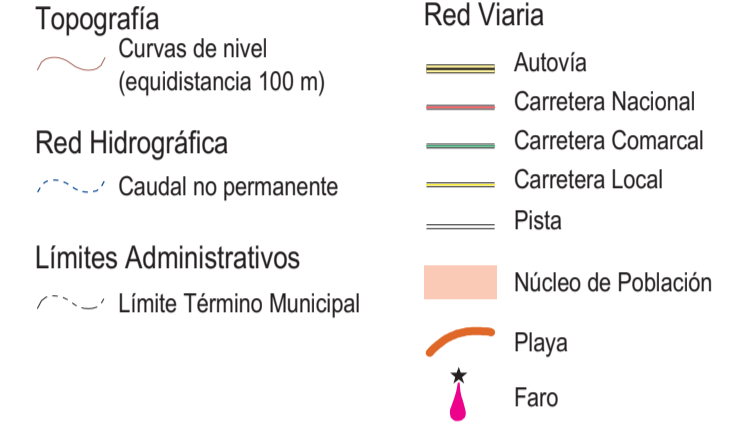 Topografía
Curvas de nivel
(equidistancia 100 m)
Red Hidrográfica
Caudal no permanente
Límites Administrativos
Límite Término Municipal
Red Viaria
Autovía
Carretera Nacional
Carretera Comarcal
Carretera Local
Pista
Núcleo de Población
Playa
Faro